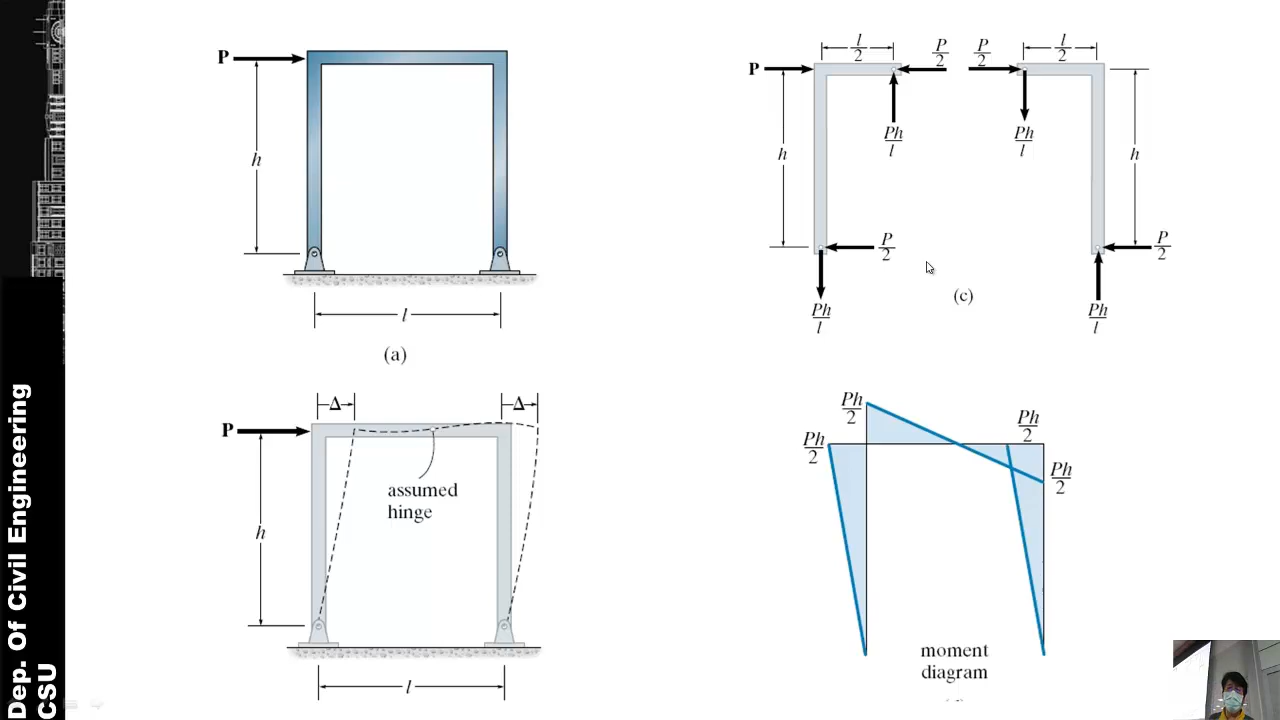 Dep. Of Civil Engineering
CSU
P
h
l
(a)
P
Δ
Δ
assumed
hinge
h
l
P
l/2
P/2
P/2
l/2
Ph/l
Ph/l
h
h
P/2
P/2
Ph/l
Ph/l
(c)
Ph/2
Ph/2
Ph/2
Ph/2
moment
diagram